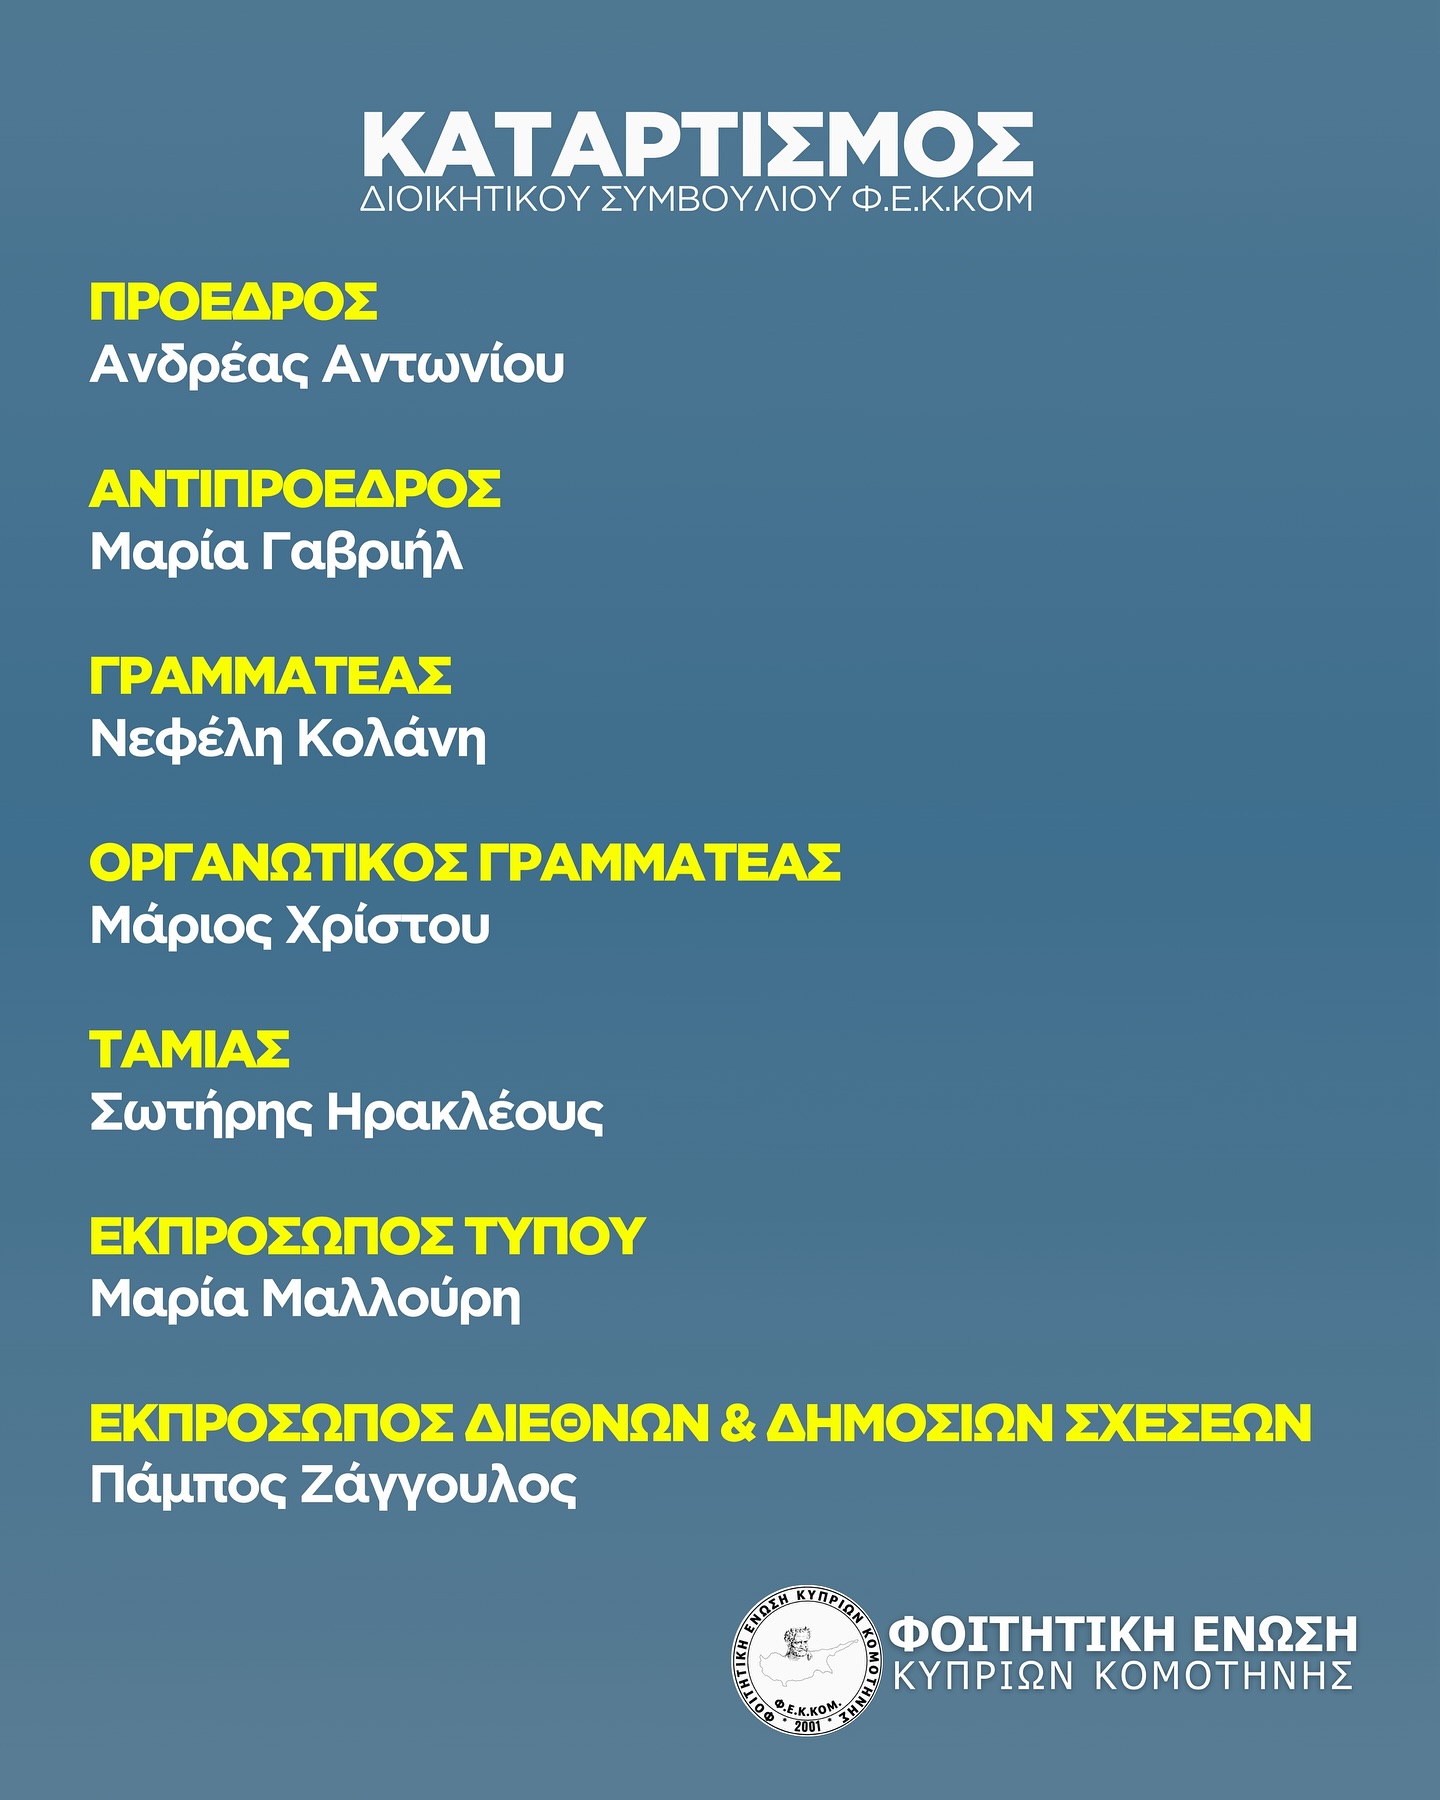 ΚΑΤΑΡΤΙΣΜΟΣ
ΔΙΟΙΚΗΤΙΚΟΥ ΣΥΜΒΟΥΛΙΟΥ Φ.Ε.Κ.ΚΟΜ
ΠΡΟΕΔΡΟΣ
Ανδρέας Αντωνίου
ΑΝΤΙΠΡΟΕΔΡΟΣ
Μαρία Γαβριήλ
ΓΡΑΜΜΑΤΕΑΣ
Νεφέλη Κολάνη
ΟΡΓΑΝΩΤΙΚΟΣ ΓΡΑΜΜΑΤΕΑΣ
Μάριος Χρίστου
ΤΑΜΙΑΣ
Σωτήρης Ηρακλέους
ΕΚΠΡΟΣΩΠΟΣ ΤΥΠΟΥ
Μαρία Μαλλούρη
ΕΚΠΡΟΣΩΠΟΣ ΔΙΕΘΝΩΝ & ΔΗΜΟΣΙΩΝ ΣΧΕΣΕΩΝ
Πάμπος Ζάγγουλος
ΦΟΙΤΗΤΙΚΗ ΕΝΩΣΗ ΚΥΠΡΙΩΝ ΚΟΜΟΤΗΝΗΣ
Φ.Ε.Κ.ΚΟΜ.
• 2001 •
ΦΟΙΤΗΤΙΚΗ ΕΝΩΣΗ
ΚΥΠΡΙΩΝ ΚΟΜΟΤΗΝΗΣ